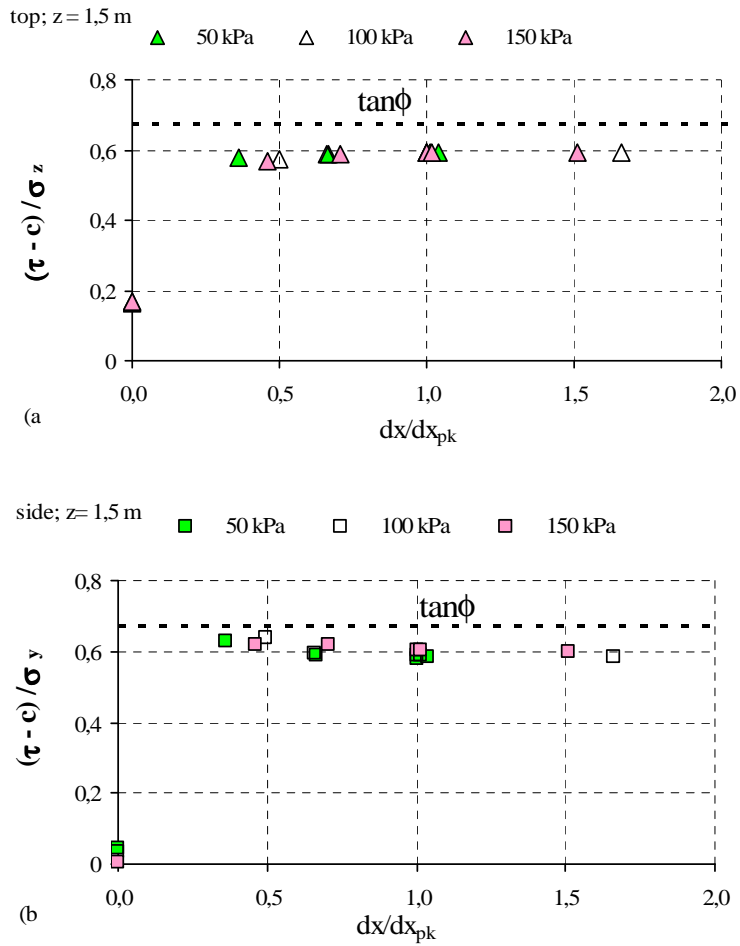 top; z = 1,5 m
50 kPa 100 kPa 150 kPa
0,8
0,6
0,4
0,2
0
tanϕ
(τ - c) / σ z
0,0 0,5 1,0 1,5 2,0
dx/dxpk
(a
side; z= 1,5 m
50 kPa 100 kPa 150 kPa
0,8
0,6
0,4
0,2
0
tanϕ
(τ - c) / σ y
0,0 0,5 1,0 1,5 2,0
dx/dxpk
(b